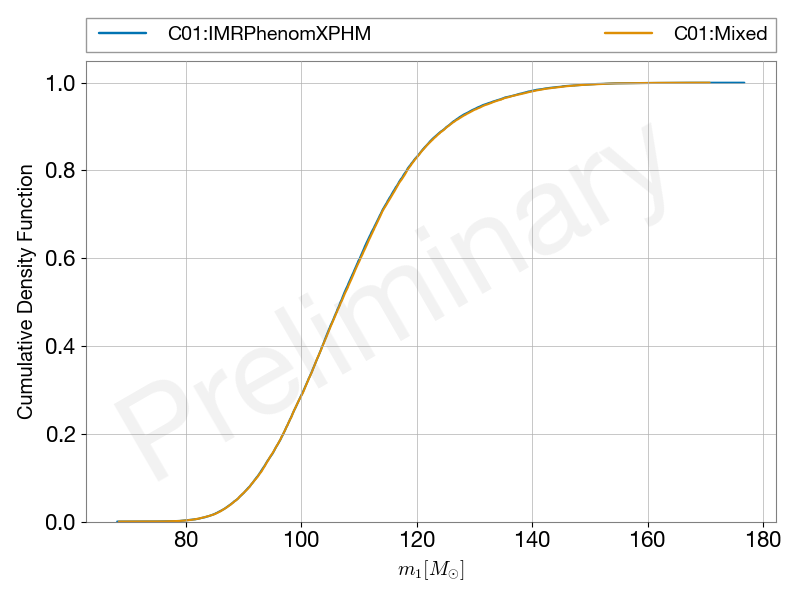 C01:IMRPhenomXPHM C01:Mixed
1.0
0.8
0.6
0.4
0.2
0.0
Cumulative Density Function
Preliminary
80 100 120 140 160 180
m₁[M☉]